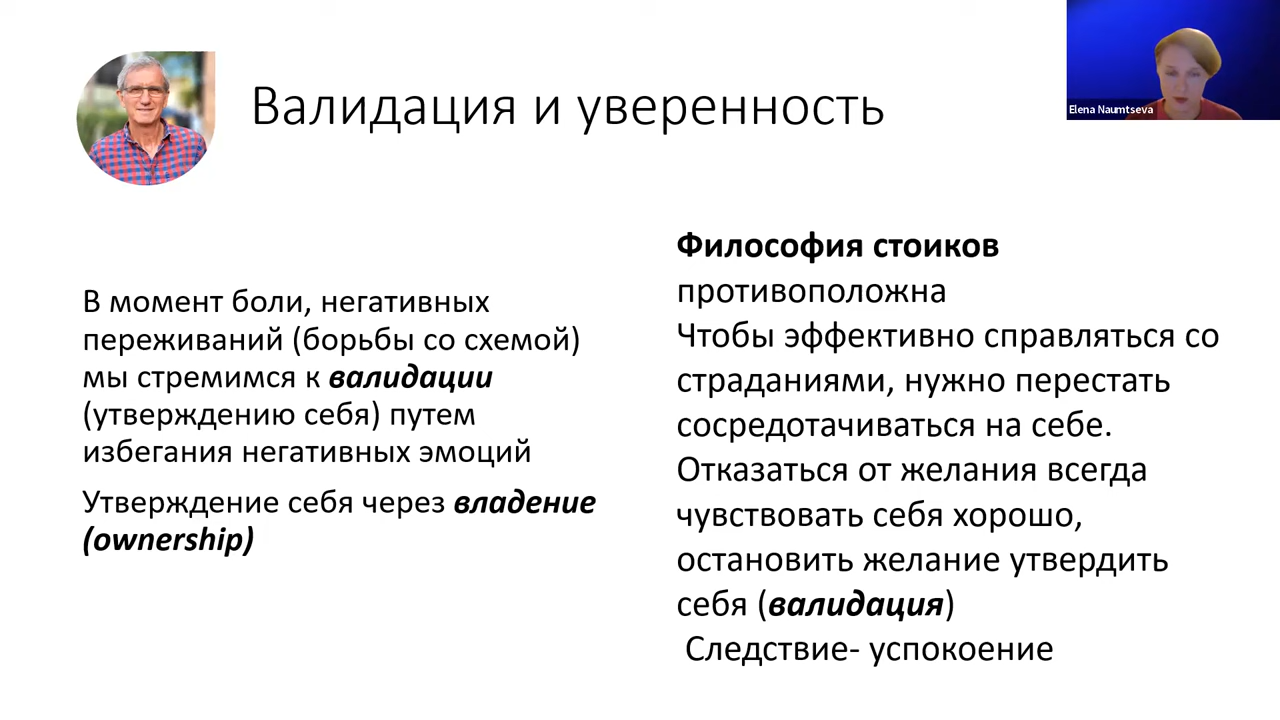 Валидация и уверенность
Elena Naumtseva
В момент боли, негативных
переживаний (борьбы со схемой)
мы стремимся к валидации
(утверждению себя) путем
избегания негативных эмоций
Утверждение себя через владение
(ownership)
Философия стоиков
противоположна
Чтобы эффективно справляться со
страданиями, нужно перестать
сосредотачиваться на себе.
Отказаться от желания всегда
чувствовать себя хорошо,
остановить желание утвердить
себя (валидация)
Следствие- успокоение